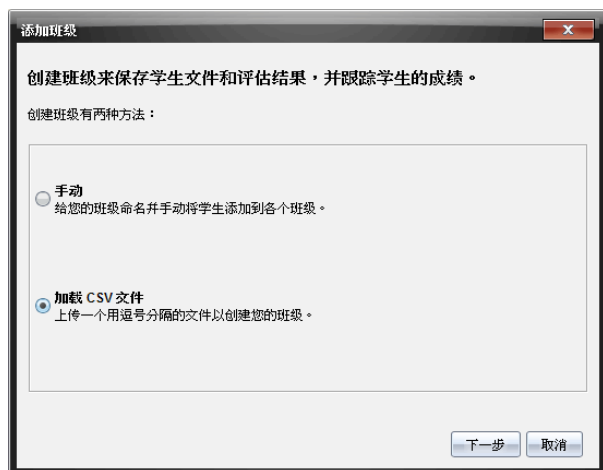 添加班级
创建班级来保存学生文件和评估结果，并跟踪学生的成绩。
创建班级有两种方法：
手动
给您的班级命名并手动将学生添加到各个班级。
加载 CSV 文件
上传一个用逗号分隔的文件以创建您的班级。
下一步 取消